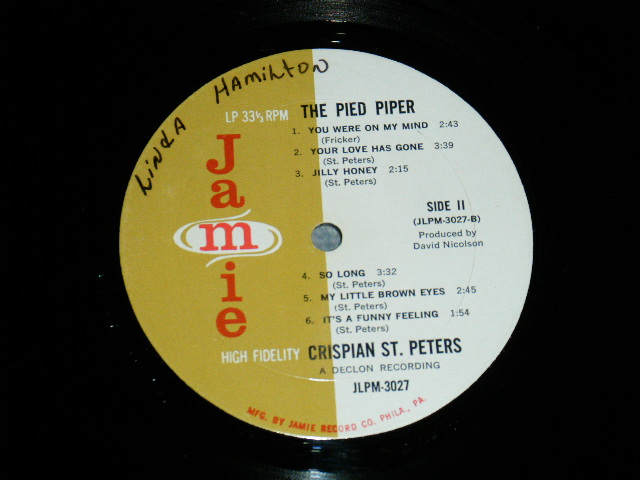 LINDA HAMILTON
LP 33⅓ RPM THE PIED PIPER
1. YOU WERE ON MY MIND 2:43
(Fricker)
2. YOUR LOVE HAS GONE 3:39
(St. Peters)
3. JILLY HONEY 2:15
(St. Peters)
Jamie
SIDE II
(JLPM-3027-B)
Produced by
David Nicolson
4. SO LONG 3:32
(St. Peters)
5. MY LITTLE BROWN EYES 2:45
(St. Peters)
6. IT'S A FUNNY FEELING 1:54
(St. Peters)
HIGH FIDELITY CRISPIAN ST. PETERS
A DECLON RECORDING
JLPM-3027
MFG. BY JAMIE RECORD CO. PHILA., PA.